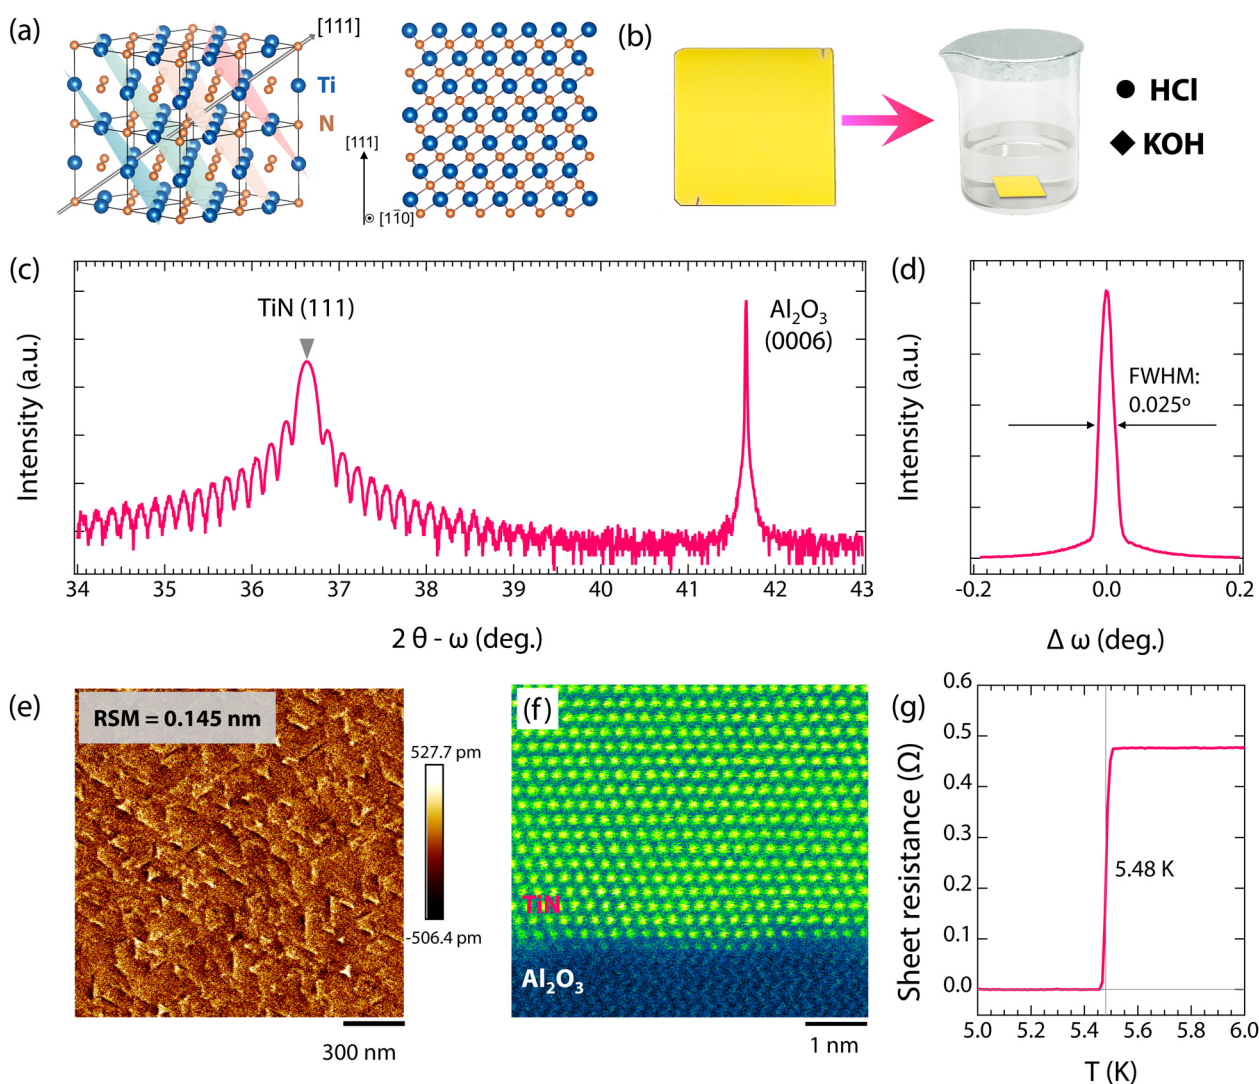 (a)
[111]
Ti
N
[111]
[11̄0]
(b)
HCl
KOH
(c)
TiN (111)
Al₂O₃
(0006)
Intensity (a.u.)
34 35 36 37 38 39 40 41 42 43
2 θ - ω (deg.)
(d)
FWHM:
0.025º
Intensity (a.u.)
-0.2 0.0 0.2
Δ ω (deg.)
(e)
RSM = 0.145 nm
527.7 pm
-506.4 pm
300 nm
(f)
TiN
Al₂O₃
1 nm
(g)
Sheet resistance (Ω)
0.6
0.5
0.4
0.3
0.2
0.1
0.0
5.48 K
5.0 5.2 5.4 5.6 5.8 6.0
T (K)